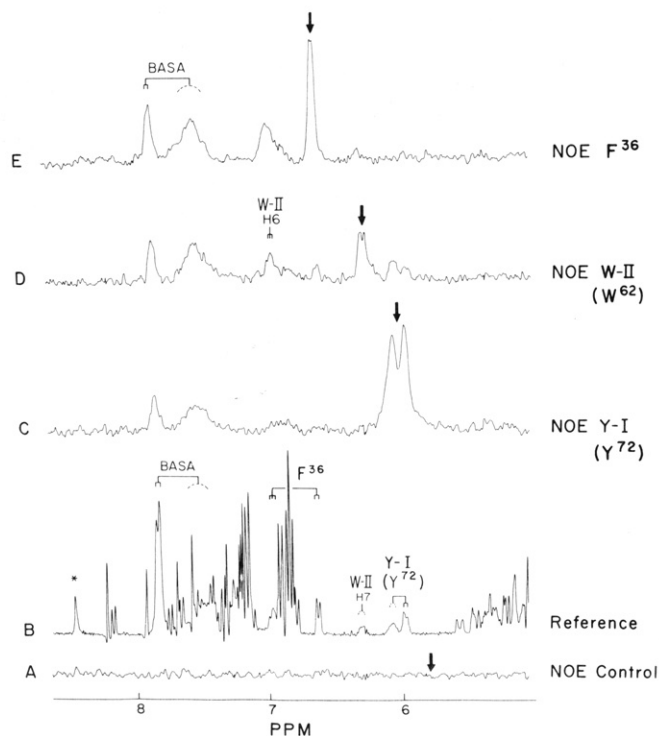 BASA
E
NOE F36
W-II
H6
D
NOE W-II
(W62)
C
NOE Y-I
(Y72)
BASA
F36
*
Y-I
(Y72)
W-II
H7
B
Reference
A
NOE Control
8
7
6
PPM